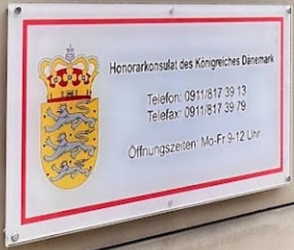 Honorarkonsulat des Königreiches Dänemark
Telefon: 0911/817 39 13
Telefax: 0911/817 39-79
Öffnungszeiten: Mo-Fr 9-12 Uhr